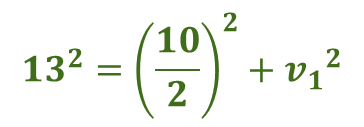 13² = (10/2)² + v₁²